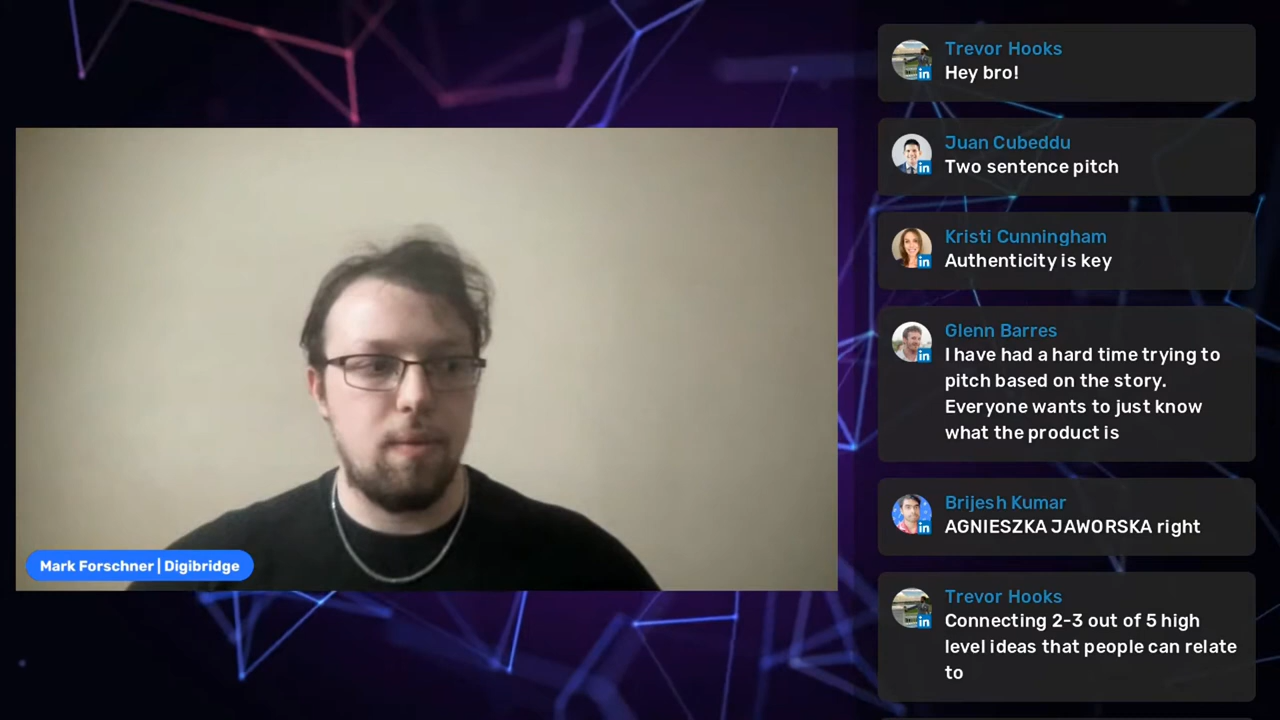 Trevor Hooks
Hey bro!
Juan Cubeddu
Two sentence pitch
Kristi Cunningham
Authenticity is key
Glenn Barres
I have had a hard time trying to
pitch based on the story.
Everyone wants to just know
what the product is
Brijesh Kumar
AGNIESZKA JAWORSKA right
Trevor Hooks
Connecting 2-3 out of 5 high
level ideas that people can relate
to
Mark Forschner | Digibridge